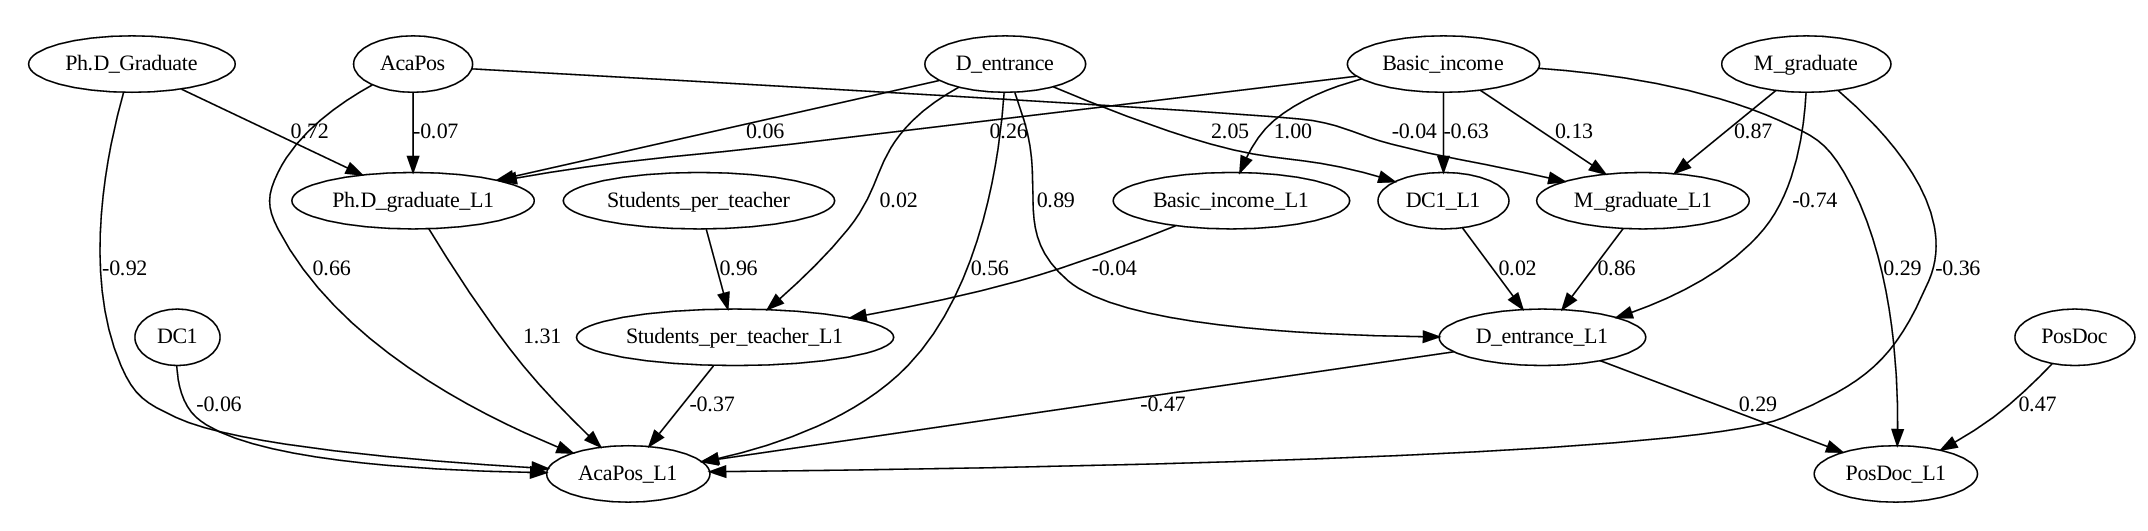 Ph.D_Graduate AcaPos D_entrance Basic_income M_graduate
0.72 -0.07 0.06 0.26 2.05 1.00 -0.04 -0.63 0.13 0.87
Ph.D_graduate_L1 Students_per_teacher 0.02 0.89 Basic_income_L1 DC1_L1 M_graduate_L1 -0.74
-0.92 0.66 0.96 0.56 -0.04 0.02 0.86 0.29 -0.36
DC1 1.31 Students_per_teacher_L1 D_entrance_L1 PosDoc
-0.06 -0.37 -0.47 0.29 0.47
AcaPos_L1 PosDoc_L1